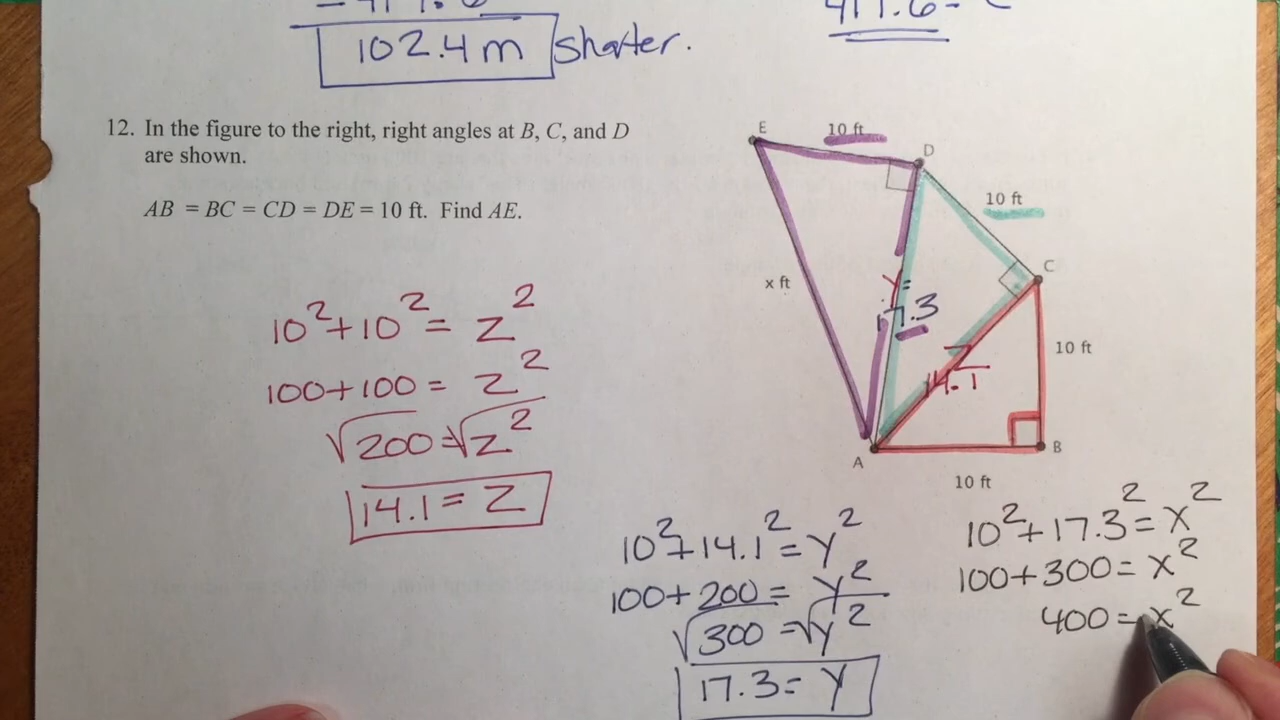 102.4 m shorter.
12. In the figure to the right, right angles at B, C, and D
are shown.
AB = BC = CD = DE = 10 ft. Find AE.
E
10 ft
D
10 ft
C
x ft
y=
17.3
z
14.1
10 ft
A
B
10 ft
10² + 10² = z²
100 + 100 = z²
√200 = √z²
14.1 = z
10² + 14.1² = y²
100 + 200 = y²
√300 = √y²
17.3 = y
10² + 17.3² = x²
100 + 300 = x²
400 = x²